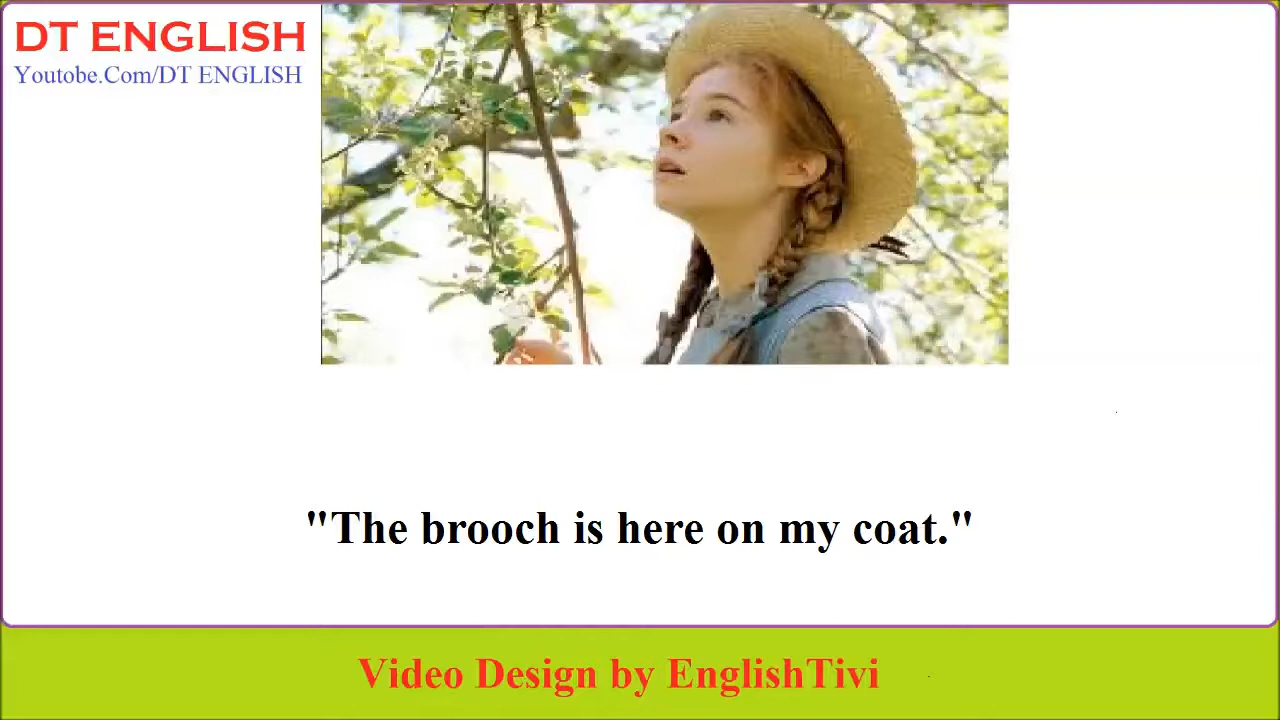 DT ENGLISH
Youtobe.Com/DT ENGLISH
"The brooch is here on my coat."
Video Design by EnglishTivi